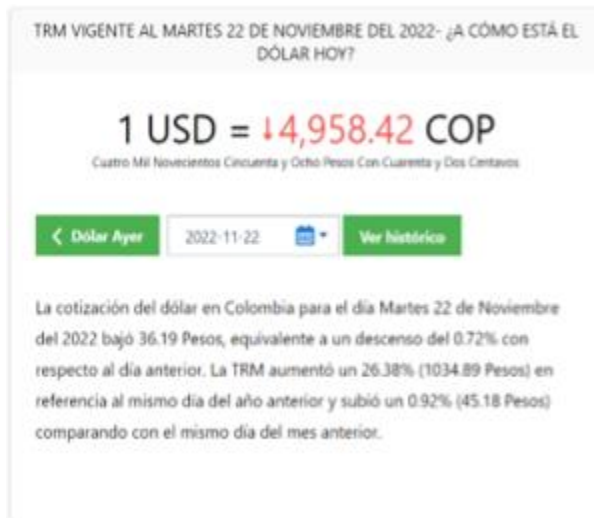 TRM VIGENTE AL MARTES 22 DE NOVIEMBRE DEL 2022- ¿A CÓMO ESTÁ EL
DÓLAR HOY?
1 USD = ↓4,958.42 COP
Cuatro Mil Novecientos Cincuenta y Ocho Pesos Con Cuarenta y Dos Centavos
Dólar Ayer
2022-11-22
Ver histórico
La cotización del dólar en Colombia para el día Martes 22 de Noviembre
del 2022 bajó 36.19 Pesos, equivalente a un descenso del 0.72% con
respecto al día anterior. La TRM aumentó un 26.38% (1034.89 Pesos) en
referencia al mismo día del año anterior y subió un 0.92% (45.18 Pesos)
comparando con el mismo día del mes anterior.